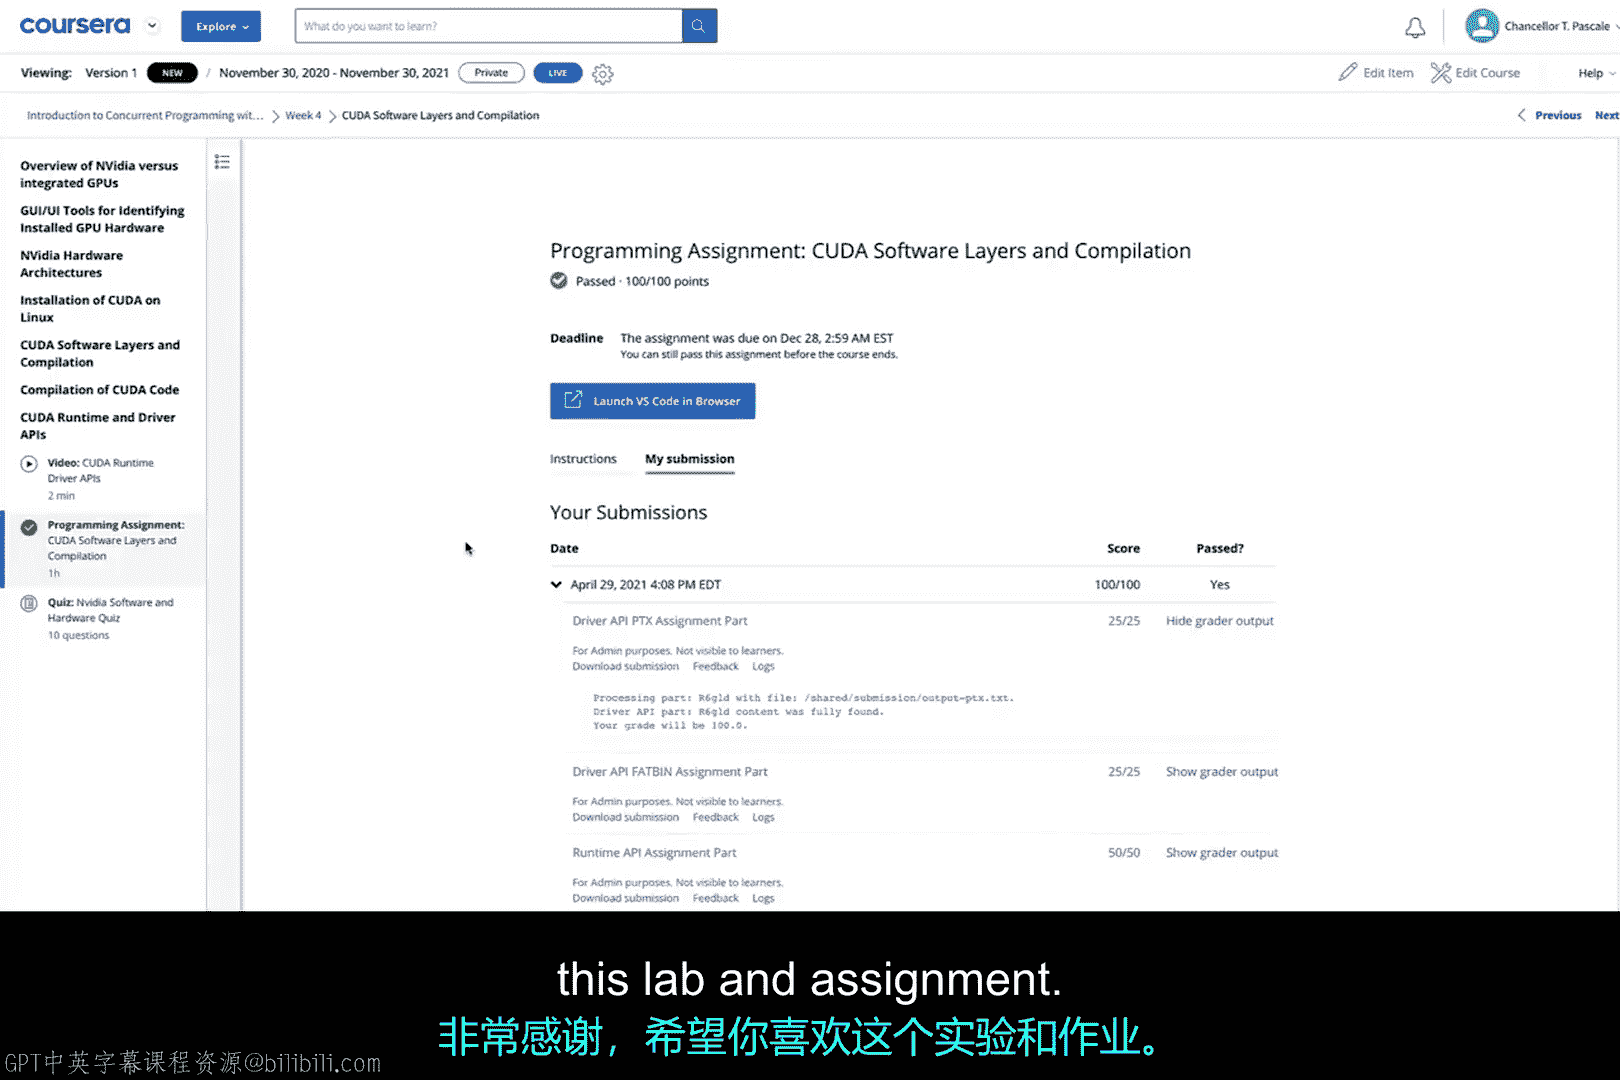 coursera
Explore
What do you want to learn?
Chancellor T. Pascale
Viewing: Version 1 NEW / November 30, 2020 - November 30, 2021 Private LIVE
Edit Item
Edit Course
Help
Introduction to Concurrent Programming wit... > Week 4 > CUDA Software Layers and Compilation
Previous
Next
Overview of NVidia versus
integrated GPUs
GUI/UI Tools for Identifying
Installed GPU Hardware
NVidia Hardware
Architectures
Installation of CUDA on
Linux
CUDA Software Layers and
Compilation
Compilation of CUDA Code
CUDA Runtime and Driver
APIs
Video: CUDA Runtime
Driver APIs
2 min
Programming Assignment:
CUDA Software Layers and
Compilation
1h
Quiz: Nvidia Software and
Hardware Quiz
10 questions
Programming Assignment: CUDA Software Layers and Compilation
Passed · 100/100 points
Deadline The assignment was due on Dec 28, 2:59 AM EST
You can still pass this assignment before the course ends.
Launch VS Code in Browser
Instructions My submission
Your Submissions
Date Score Passed?
April 29, 2021 4:08 PM EDT 100/100 Yes
Driver API PTX Assignment Part 25/25 Hide grader output
For Admin purposes. Not visible to learners.
Download submission Feedback Logs
Processing part: R6gld with file: /shared/submission/output-ptx.txt.
Driver API part: R6gld content was fully found.
Your grade will be 100.0.
Driver API FATBIN Assignment Part 25/25 Show grader output
For Admin purposes. Not visible to learners.
Download submission Feedback Logs
Runtime API Assignment Part 50/50 Show grader output
For Admin purposes. Not visible to learners.
Download submission Feedback Logs
this lab and assignment.
非常感谢，希望你喜欢这个实验和作业。
GPT中英字幕课程资源@bilibili.com